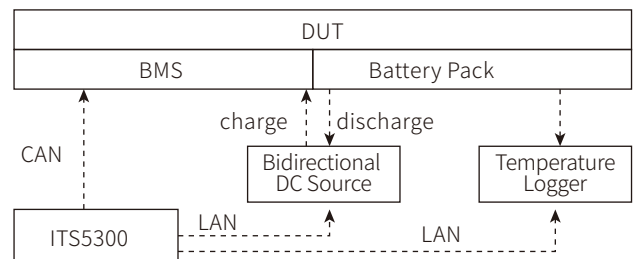 DUT
BMS
Battery Pack
charge
discharge
CAN
Bidirectional
DC Source
Temperature
Logger
ITS5300
LAN
LAN